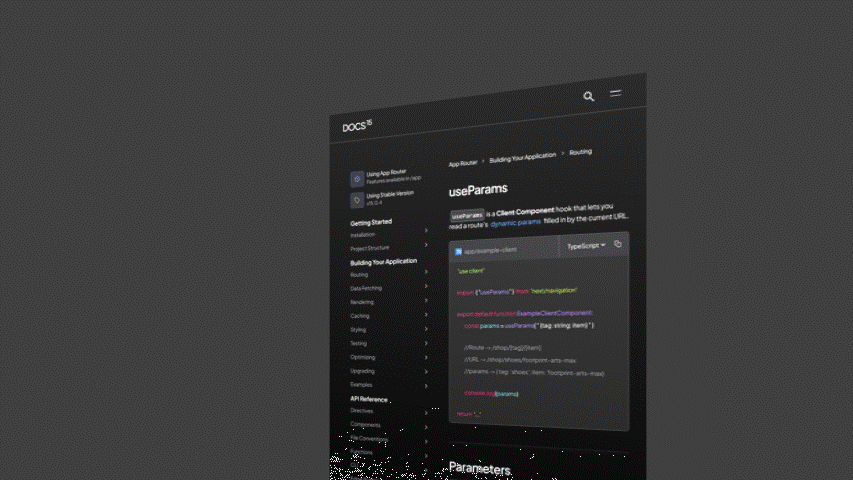 DOCS15
Using App Router
Features available in /app
Using Stable Version
v15.0.4
Getting Started
Installation
Project Structure
Building Your Application
Routing
Data Fetching
Rendering
Caching
Styling
Testing
Optimizing
Upgrading
Examples
API Reference
Directives
Components
File Conventions
Functions
App Router > Building Your Application > Routing
useParams
useParams is a Client Component hook that lets you
read a route's dynamic params filled in by the current URL.
app/example-client
TypeScript
"use client"
import {"useParams"} from "next/navigation"
export default function ExampleClientComponent:
const params = useParams("{tag: string; item}")
//Route → /shop/[tag]/[item]
//URL → /shop/shoes/footprint-arts-max
//params → { tag: 'shoes', item: 'footprint-arts-max}
console.log(params)
return "..."
Parameters